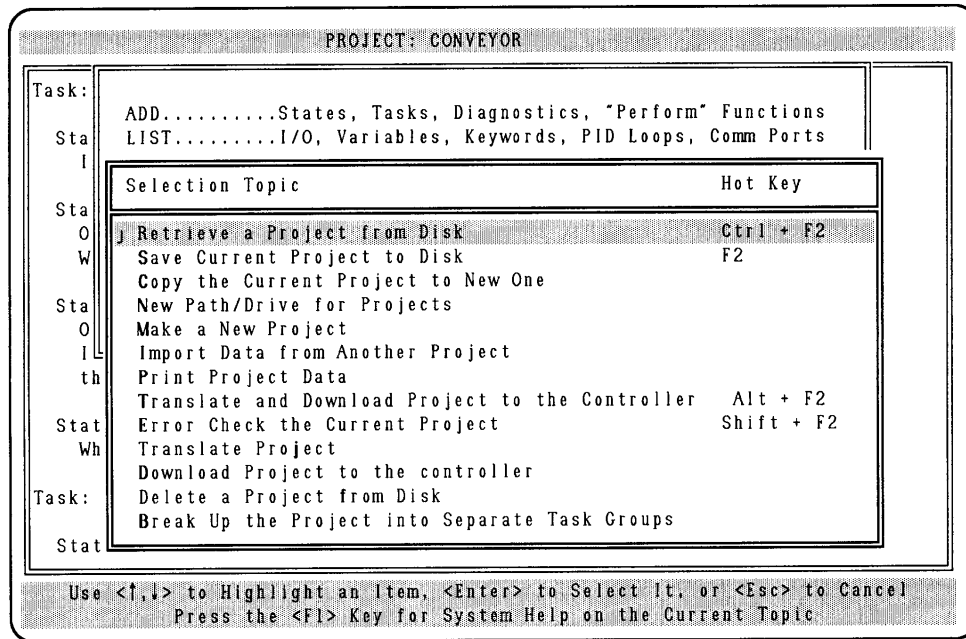 PROJECT: CONVEYOR
Task:
ADD..........States, Tasks, Diagnostics, "Perform" Functions
Sta LIST.........I/O, Variables, Keywords, PID Loops, Comm Ports
I
Selection Topic Hot Key
Sta
O j Retrieve a Project from Disk Ctrl + F2
W Save Current Project to Disk F2
Copy the Current Project to New One
Sta New Path/Drive for Projects
O Make a New Project
I Import Data from Another Project
th Print Project Data
Translate and Download Project to the Controller Alt + F2
Stat Error Check the Current Project Shift + F2
Wh Translate Project
Download Project to the controller
Task: Delete a Project from Disk
Break Up the Project into Separate Task Groups
Stat
Use <↑,↓> to Highlight an Item, <Enter> to Select It, or <Esc> to Cancel
Press the <F1> Key for System Help on the Current Topic